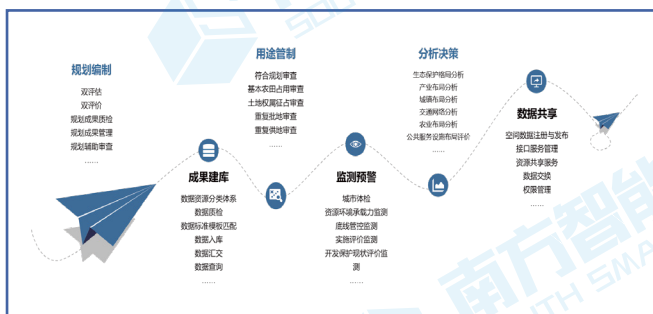 规划编制
双评估
双评价
规划成果质检
规划成果管理
规划辅助审查
……
成果建库
数据资源分类体系
数据质检
数据标准模板匹配
数据入库
数据汇交
数据查询
……
用途管制
符合规划审查
基本农田占用审查
土地权属征占审查
重复批地审查
重复供地审查
……
监测预警
城市体检
资源环境承载力监测
底线管控监测
实施评价监测
开发保护现状评价监
测
……
分析决策
生态保护格局分析
产业布局分析
城镇布局分析
交通网络分析
农业布局分析
公共服务设施布局评价
……
数据共享
空间数据注册与发布
接口服务管理
资源共享服务
数据交换
权限管理
……
南方智能
SOUTH SMA